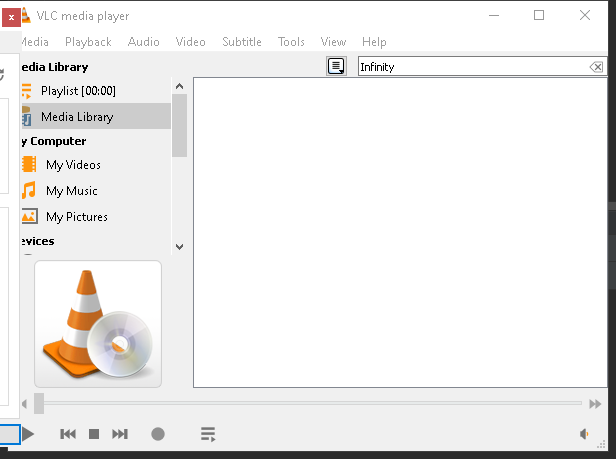 x
VLC media player
Media Playback Audio Video Subtitle Tools View Help
edia Library
Infinity
Playlist [00:00]
Media Library
y Computer
My Videos
My Music
My Pictures
evices